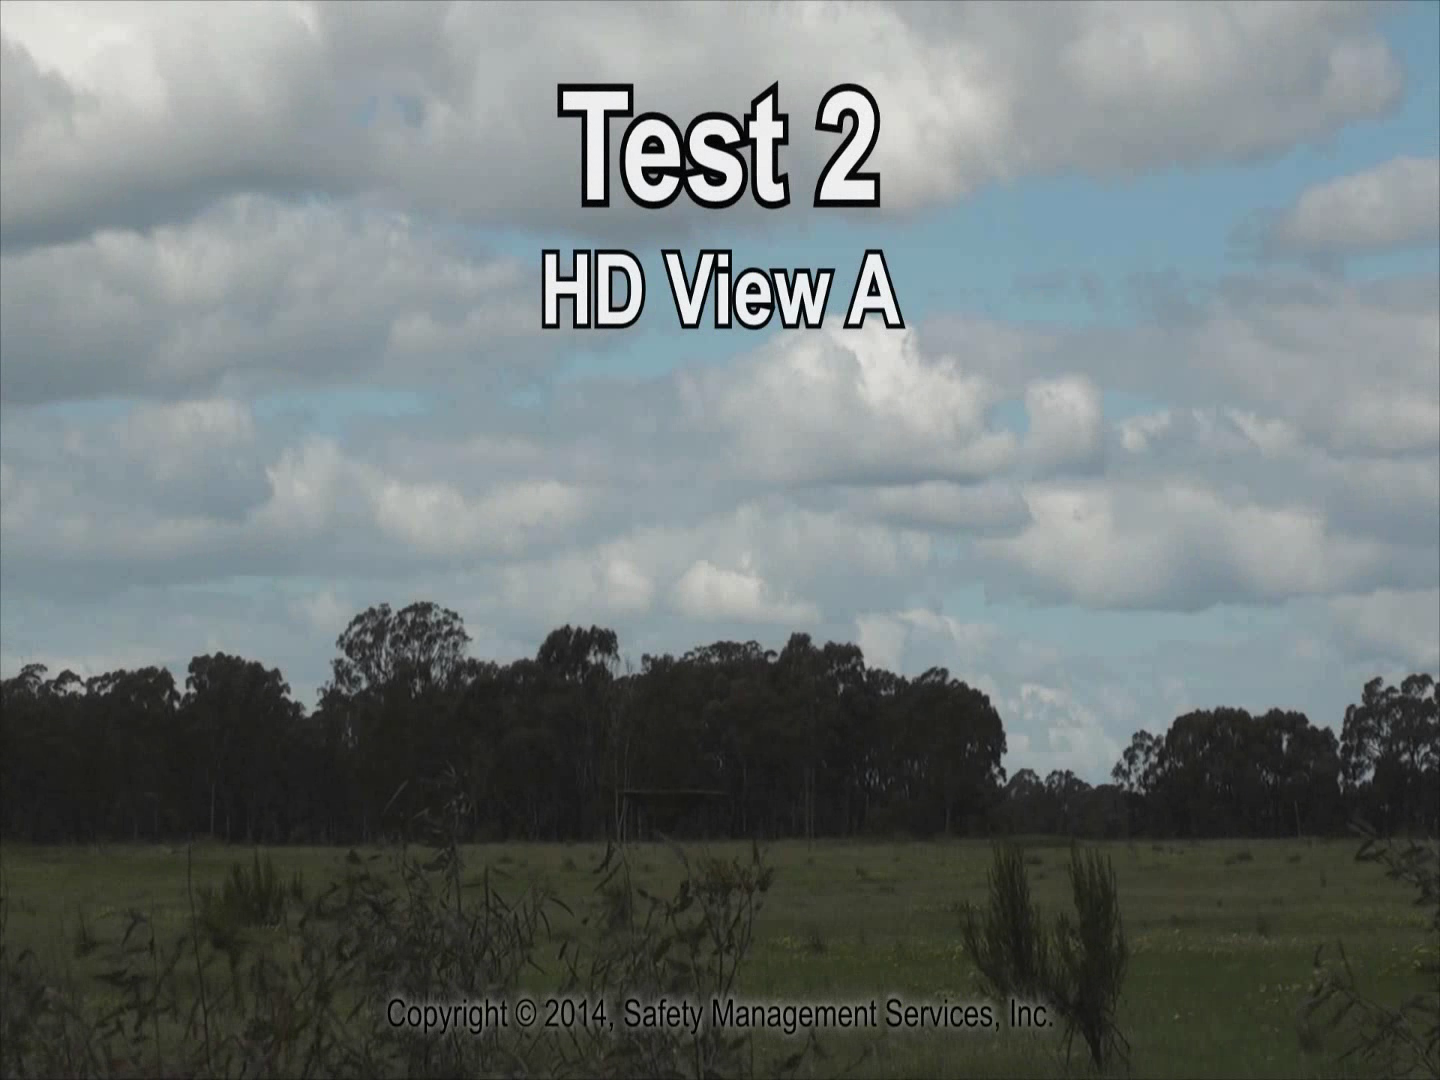 Test 2
HD View A
Copyright © 2014, Safety Management Services, Inc.